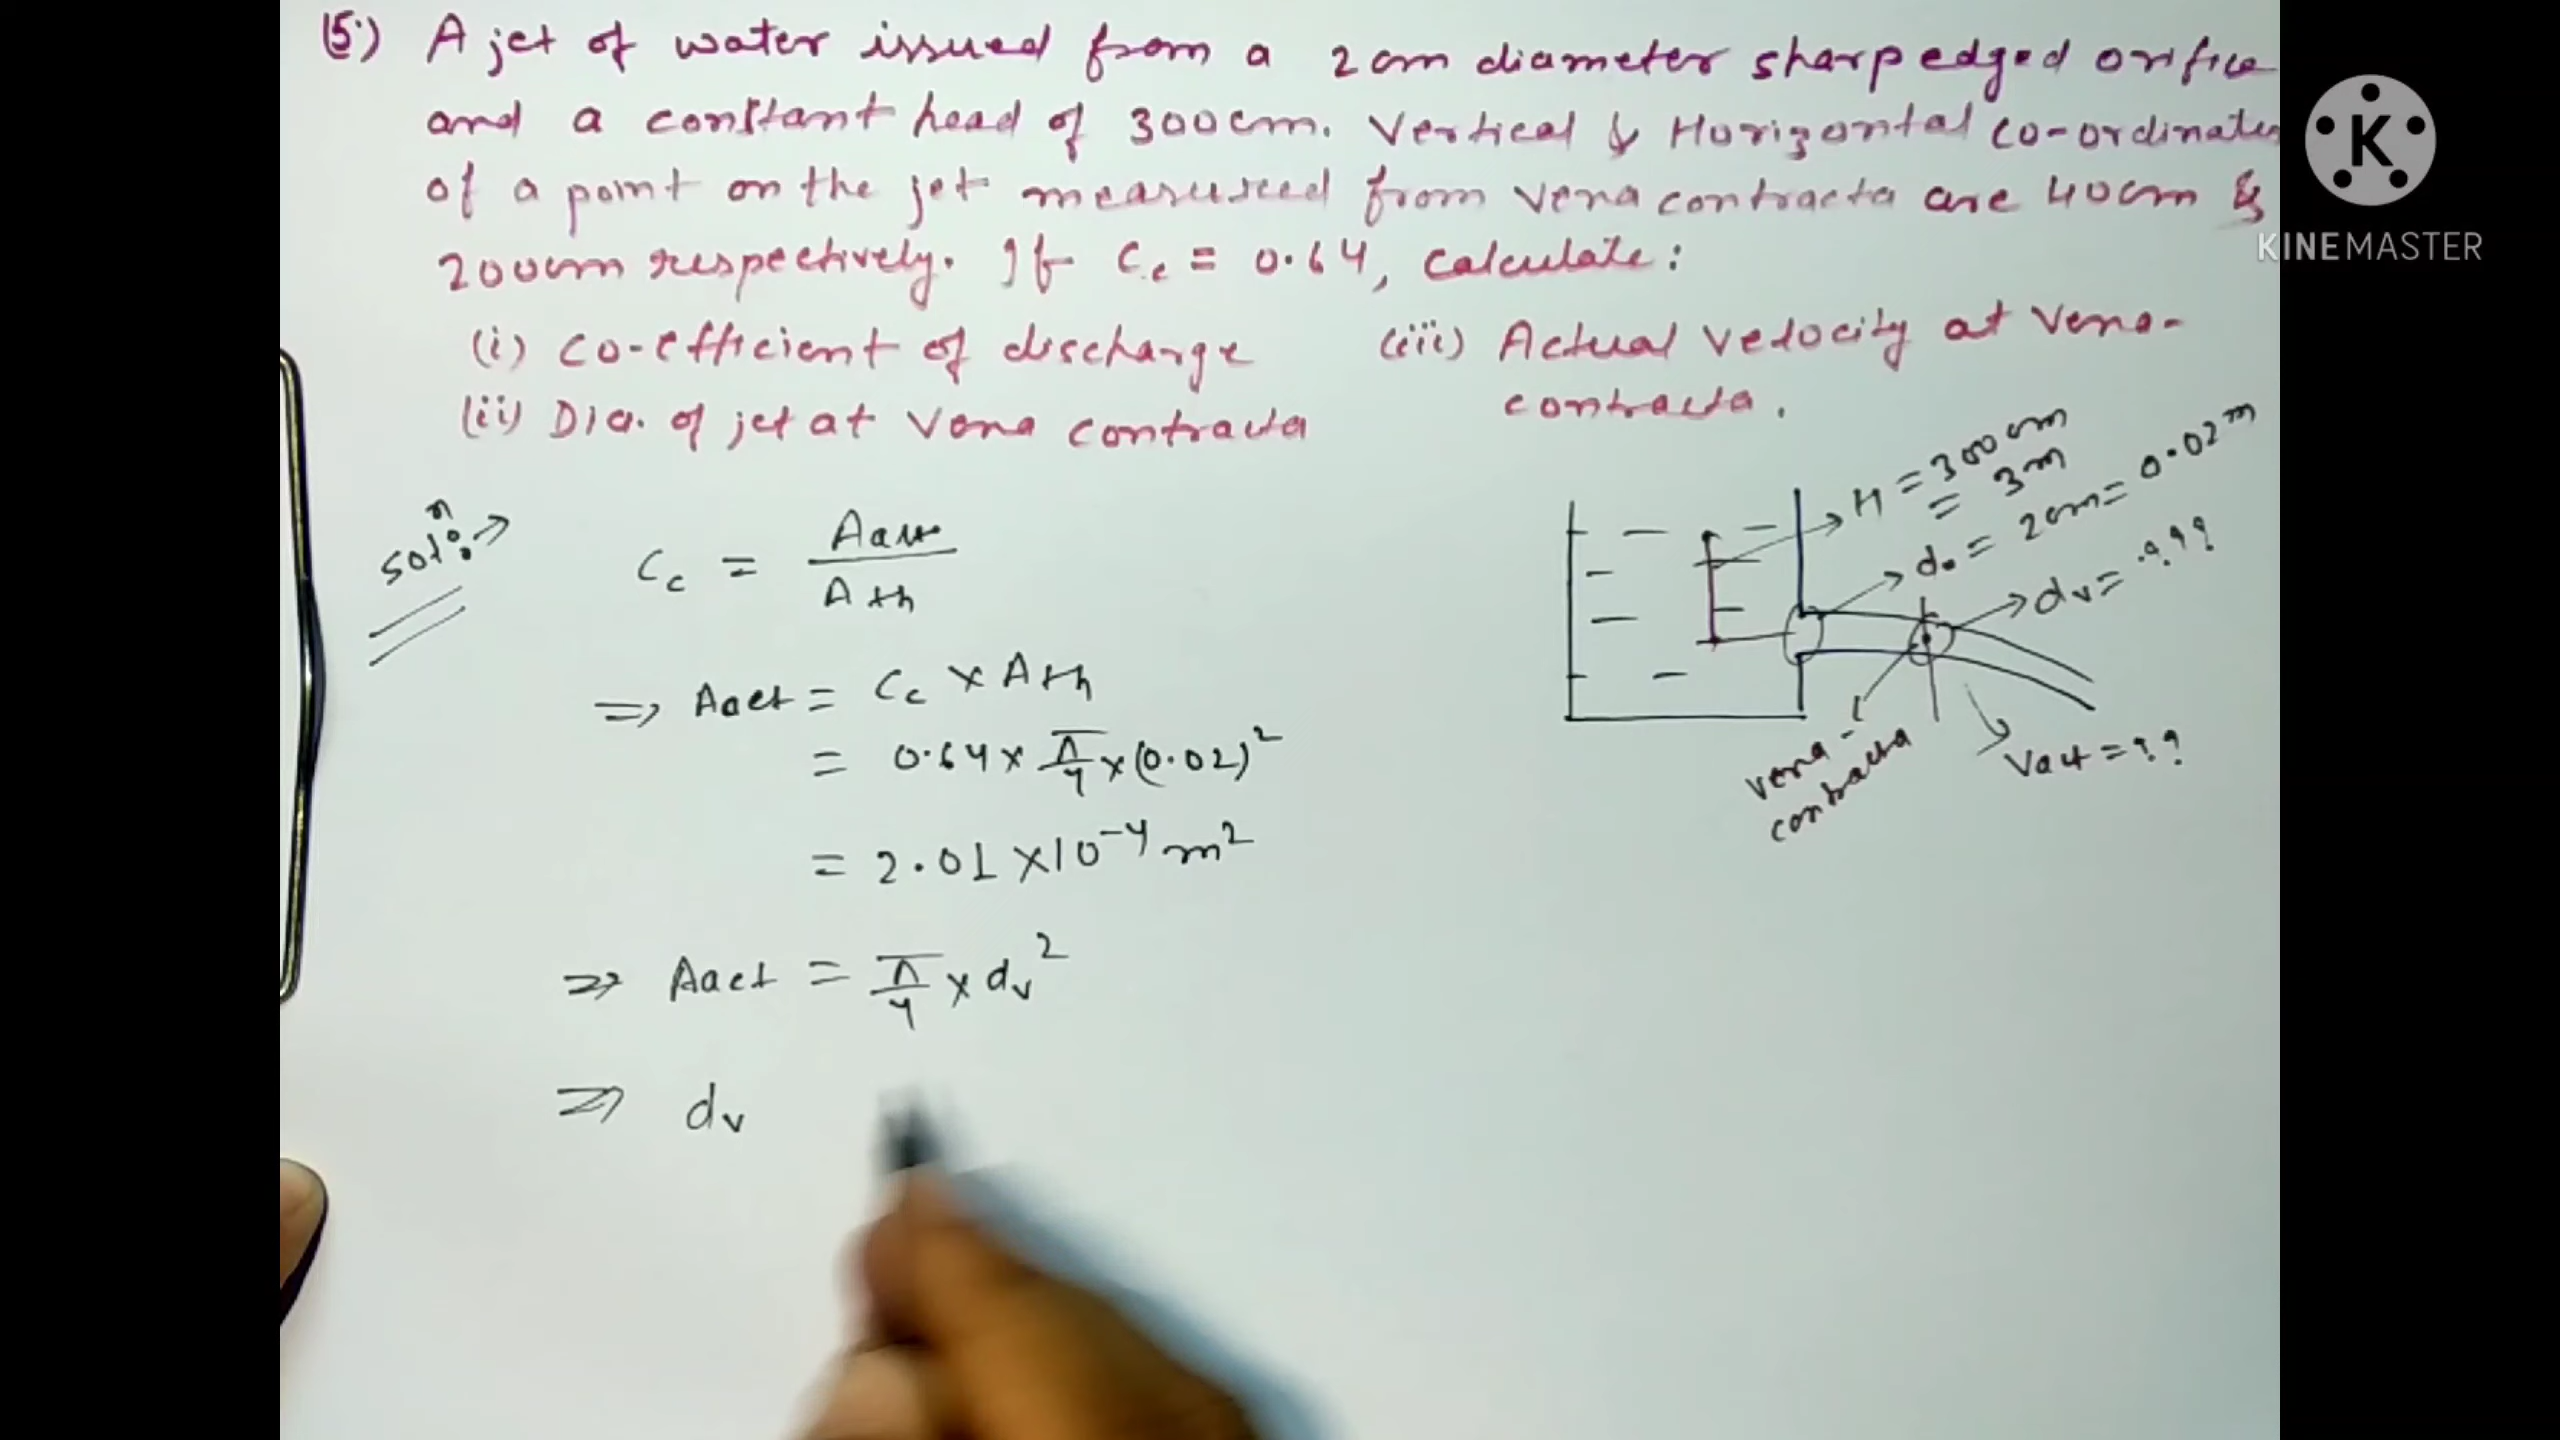 (5.) A jet of water issued from a 2cm diameter sharp edged orifice
and a constant head of 300cm. Vertical & Horizontal co-ordinates
of a point on the jet measured from vena contracta are 40cm &
200cm respectively. If Cc = 0.64, calculate:
(i) co-efficient of discharge
(ii) Dia. of jet at vena contracta
(iii) Actual velocity at vena-
contracta.
soln:→
Cc = Aact / Ath
⇒ Aact = Cc × Ath
= 0.64 × π/4 × (0.02)²
= 2.01 × 10⁻⁴ m²
⇒ Aact = π/4 × dv²
⇒ dv
H = 300cm
= 3m
do = 2cm = 0.02m
dv = ???
vena-
contracta
Vact = ??
K
KINEMASTER